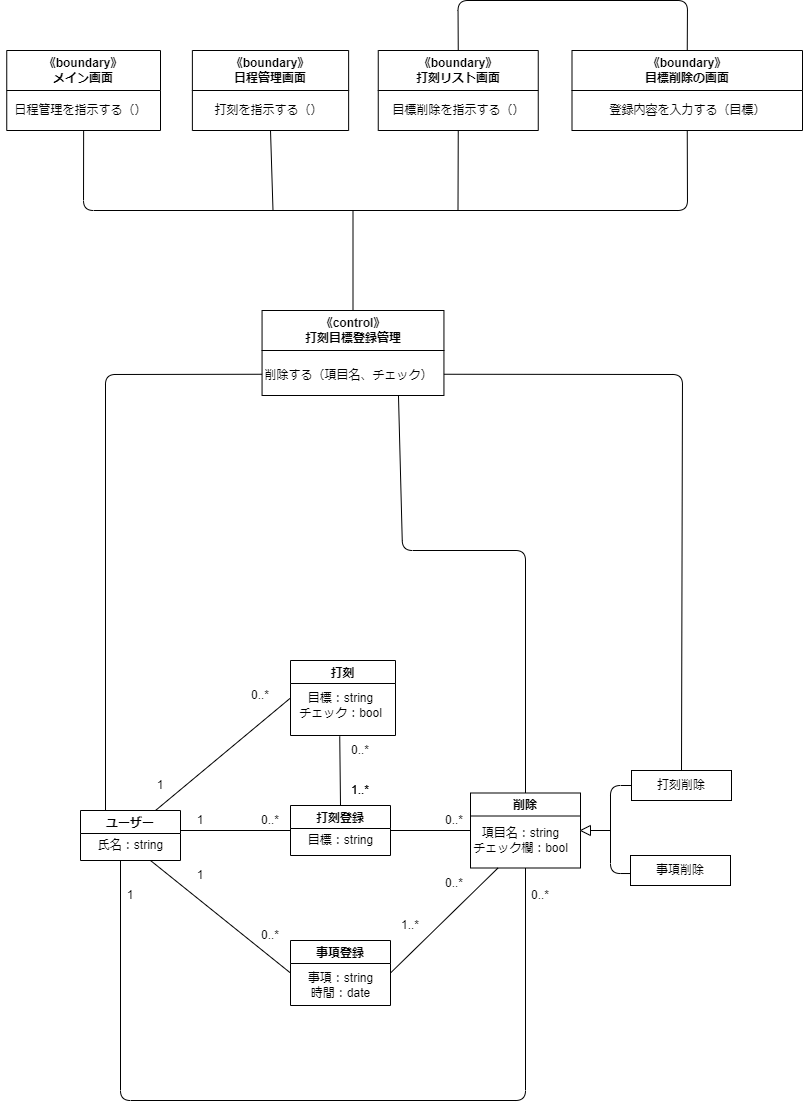 《boundary》
メイン画面
日程管理を指示する（）
《boundary》
日程管理画面
打刻を指示する（）
《boundary》
打刻リスト画面
目標削除を指示する（）
《boundary》
目標削除の画面
登録内容を入力する（目標）
《control》
打刻目標登録管理
削除する（項目名、チェック）
打刻
目標：string
チェック：bool
0..*
1
0..*
1..*
ユーザー
氏名：string
1
0..*
打刻登録
目標：string
0..*
削除
項目名：string
チェック欄：bool
打刻削除
事項削除
1
1
0..*
0..*
0..*
1..*
事項登録
事項：string
時間：date